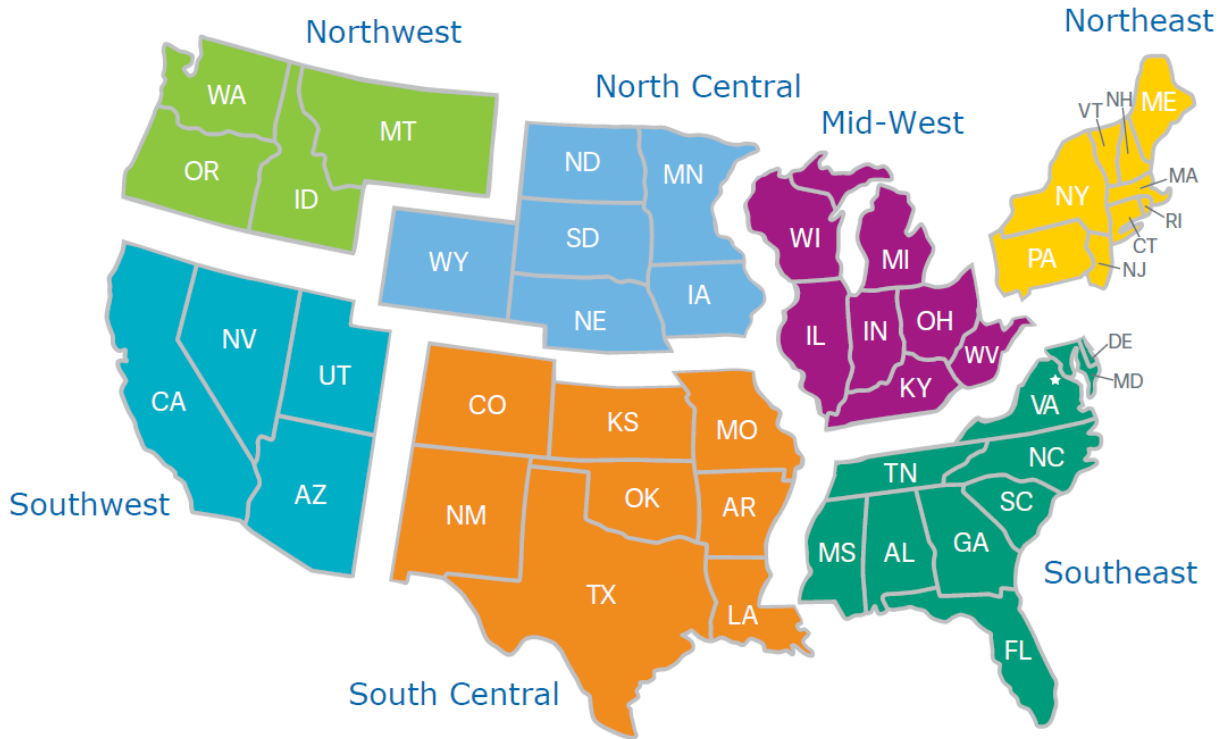 Northwest
WA
MT
OR
ID
North Central
ND
MN
SD
WY
NE
IA
Mid-West
WI
MI
IL
IN
OH
WV
KY
Northeast
ME
NH
VT
MA
NY
RI
CT
PA
NJ
Southwest
NV
UT
CA
AZ
South Central
CO
KS
MO
NM
OK
AR
TX
LA
DE
MD
VA
NC
TN
SC
MS
AL
GA
Southeast
FL